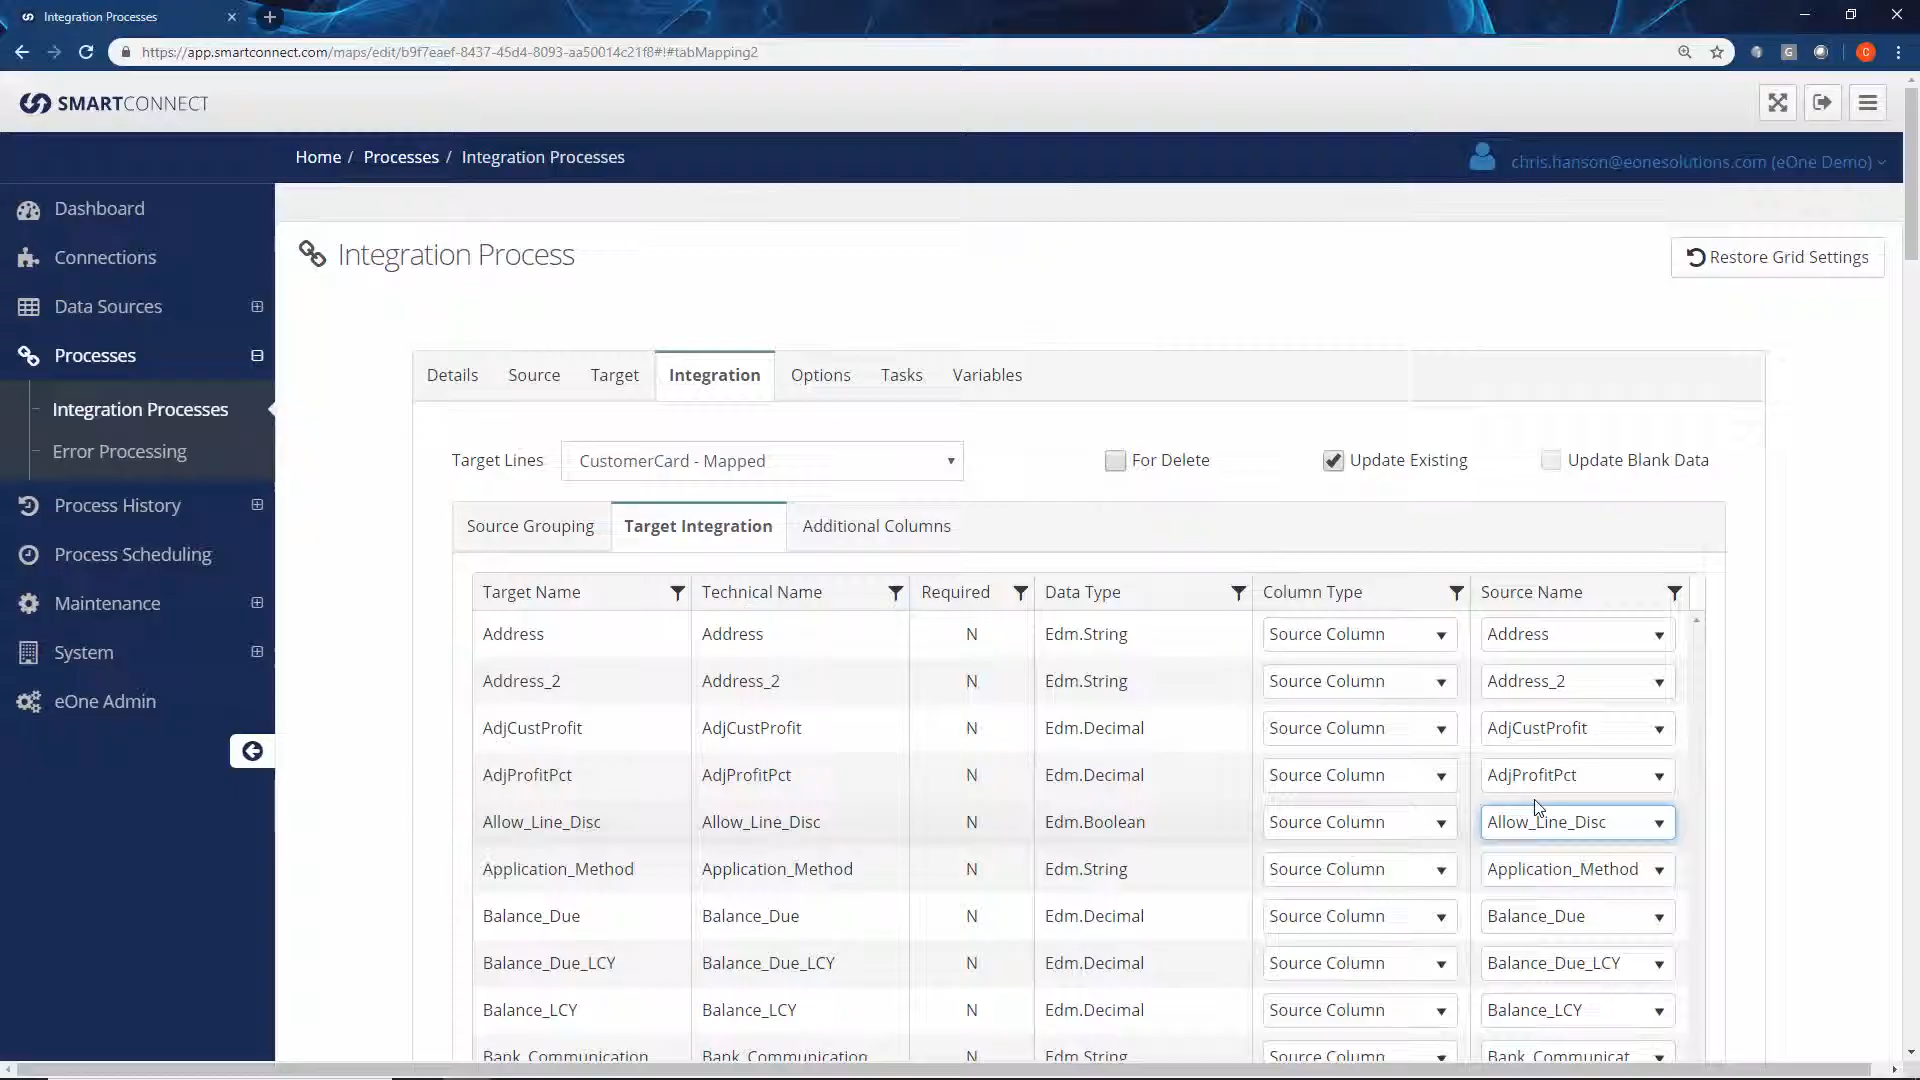 Integration Processes
https://app.smartconnect.com/maps/edit/b9f7eaef-8437-45d4-8093-aa50014c21f8#!#tabMapping2
G
C
SMARTCONNECT
Home / Processes / Integration Processes
chris.hanson@eonesolutions.com (eOne Demo)
Dashboard
Connections
Data Sources
Processes
Integration Processes
Error Processing
Process History
Process Scheduling
Maintenance
System
eOne Admin
Integration Process
Restore Grid Settings
Details Source Target Integration Options Tasks Variables
Target Lines CustomerCard - Mapped For Delete Update Existing Update Blank Data
Source Grouping Target Integration Additional Columns
Target Name Technical Name Required Data Type Column Type Source Name
Address Address N Edm.String Source Column Address
Address_2 Address_2 N Edm.String Source Column Address_2
AdjCustProfit AdjCustProfit N Edm.Decimal Source Column AdjCustProfit
AdjProfitPct AdjProfitPct N Edm.Decimal Source Column AdjProfitPct
Allow_Line_Disc Allow_Line_Disc N Edm.Boolean Source Column Allow_Line_Disc
Application_Method Application_Method N Edm.String Source Column Application_Method
Balance_Due Balance_Due N Edm.Decimal Source Column Balance_Due
Balance_Due_LCY Balance_Due_LCY N Edm.Decimal Source Column Balance_Due_LCY
Balance_LCY Balance_LCY N Edm.Decimal Source Column Balance_LCY
Bank_Communication Bank_Communication N Edm.String Source Column Bank_Communicat